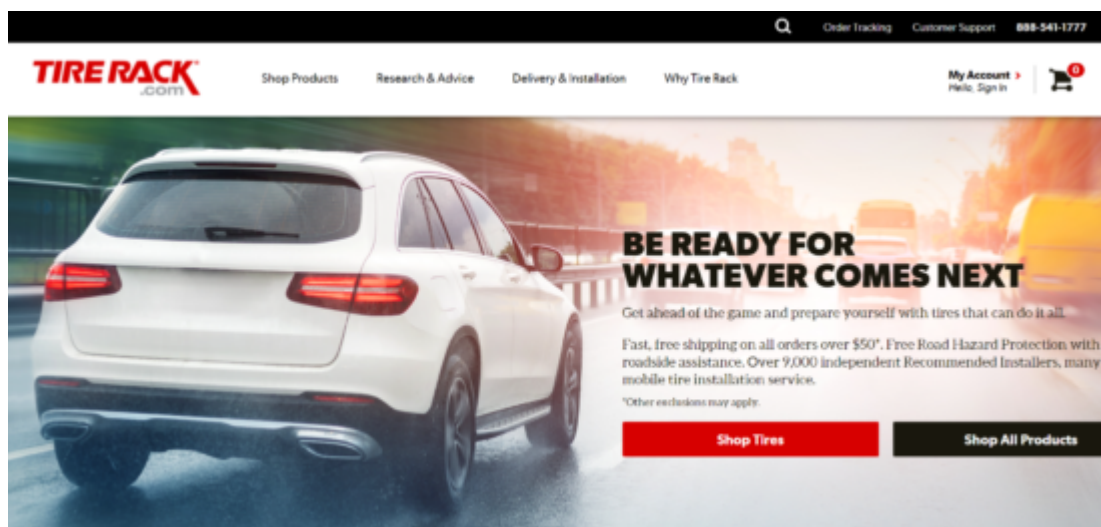 Order Tracking Customer Support 888-541-1777
TIRE RACK
.com
Shop Products Research & Advice Delivery & Installation Why Tire Rack
My Account >
Hello, Sign In
0
BE READY FOR
WHATEVER COMES NEXT
Get ahead of the game and prepare yourself with tires that can do it all.
Fast, free shipping on all orders over $50*. Free Road Hazard Protection with
roadside assistance. Over 9,000 independent Recommended Installers, many
mobile tire installation service.
*Other exclusions may apply.
Shop Tires Shop All Products